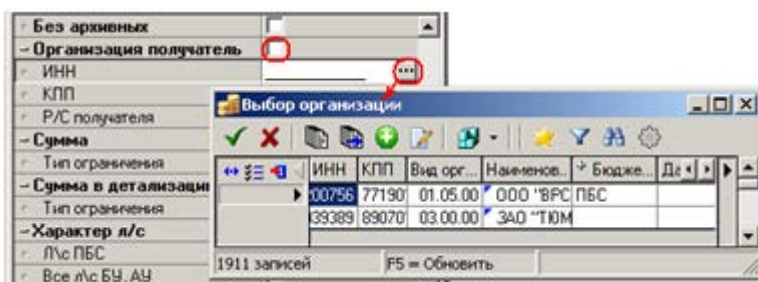 Без архивных
Организация получатель
ИНН
КПП
Р/С получателя
Сумма
Тип ограничения
Сумма в детализаци
Тип ограничения
Характер л/с
Л\с ПБС
Все л\с БУ, АУ
Выбор организации
ИНН КПП Вид орг... Наименов... Бюдже... Да
00756 77190 01.05.00 ООО "ВРС ПБС
39389 89070 03.00.00 ЗАО "ТЮМ
1911 записей F5 = Обновить